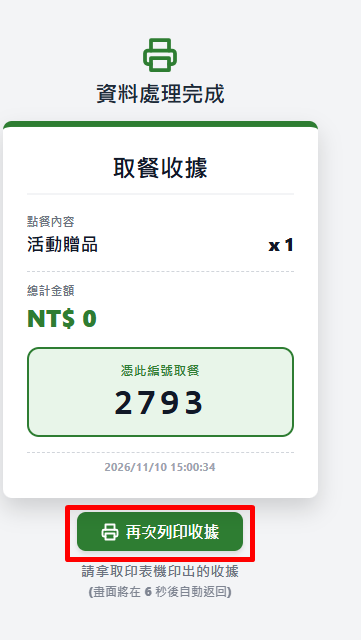 資料處理完成
取餐收據
點餐內容
活動贈品 x 1
總計金額
NT$ 0
憑此編號取餐
2793
2026/11/10 15:00:34
再次列印收據
請拿取印表機印出的收據
(畫面將在 6 秒後自動返回)